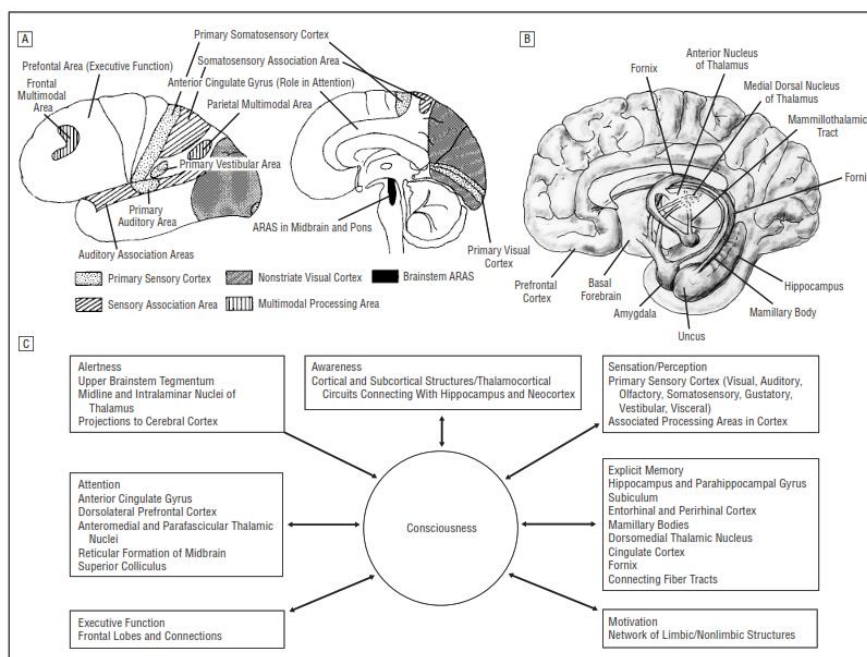 A
Primary Somatosensory Cortex
Somatosensory Association Area
Prefontal Area (Executive Function)
Anterior Cingulate Gyrus (Role in Attention)
Frontal
Multimodal
Area
Parietal Multimodal Area
Primary Vestibular Area
Primary
Auditory Area
ARAS in Midbrain and Pons
Auditory Association Areas
Primary Visual
Cortex
Primary Sensory Cortex
Nonstriate Visual Cortex
Brainstem ARAS
Sensory Association Area
Multimodal Processing Area
B
Anterior Nucleus
of Thalamus
Fornix
Medial Dorsal Nucleus
of Thalamus
Mammillothalamic
Tract
Fornix
Prefrontal
Cortex
Basal
Forebrain
Amygdala
Uncus
Mamillary Body
Hippocampus
C
Alertness
Upper Brainstem Tegmentum
Midline and Intralaminar Nuclei of
Thalamus
Projections to Cerebral Cortex
Awareness
Cortical and Subcortical Structures/Thalamocortical
Circuits Connecting With Hippocampus and Neocortex
Sensation/Perception
Primary Sensory Cortex (Visual, Auditory,
Olfactory, Somatosensory, Gustatory,
Vestibular, Visceral)
Associated Processing Areas in Cortex
Attention
Anterior Cingulate Gyrus
Dorsolateral Prefrontal Cortex
Anteromedial and Parafascicular Thalamic
Nuclei
Reticular Formation of Midbrain
Superior Colliculus
Consciousness
Explicit Memory
Hippocampus and Parahippocampal Gyrus
Subiculum
Entorhinal and Perirhinal Cortex
Mamillary Bodies
Dorsomedial Thalamic Nucleus
Cingulate Cortex
Fornix
Connecting Fiber Tracts
Executive Function
Frontal Lobes and Connections
Motivation
Network of Limbic/Nonlimbic Structures